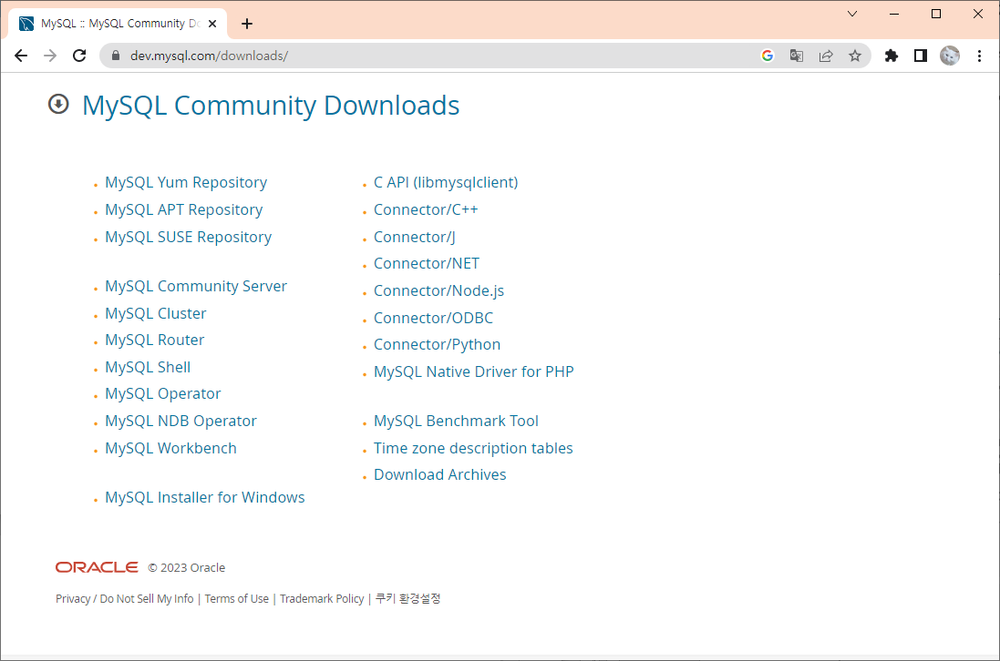 MySQL :: MySQL Community Do
dev.mysql.com/downloads/
MySQL Community Downloads
MySQL Yum Repository
MySQL APT Repository
MySQL SUSE Repository
MySQL Community Server
MySQL Cluster
MySQL Router
MySQL Shell
MySQL Operator
MySQL NDB Operator
MySQL Workbench
MySQL Installer for Windows
C API (libmysqlclient)
Connector/C++
Connector/J
Connector/NET
Connector/Node.js
Connector/ODBC
Connector/Python
MySQL Native Driver for PHP
MySQL Benchmark Tool
Time zone description tables
Download Archives
ORACLE © 2023 Oracle
Privacy / Do Not Sell My Info | Terms of Use | Trademark Policy | 쿠키 환경설정